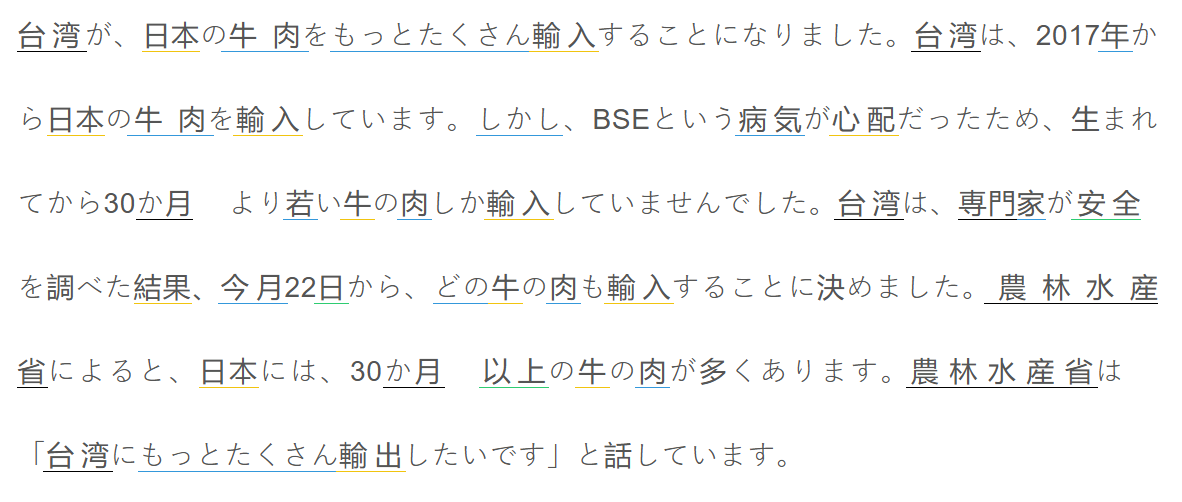 台湾が、日本の牛肉をもっとたくさん輸入することになりました。台湾は、2017年か
ら日本の牛肉を輸入しています。しかし、BSEという病気が心配だったため、生まれ
てから30か月より若い牛の肉しか輸入していませんでした。台湾は、専門家が安全
を調べた結果、今月22日から、どの牛の肉も輸入することに決めました。農林水産
省によると、日本には、30か月以上の牛の肉が多くあります。農林水産省は
「台湾にもっとたくさん輸出したいです」と話しています。